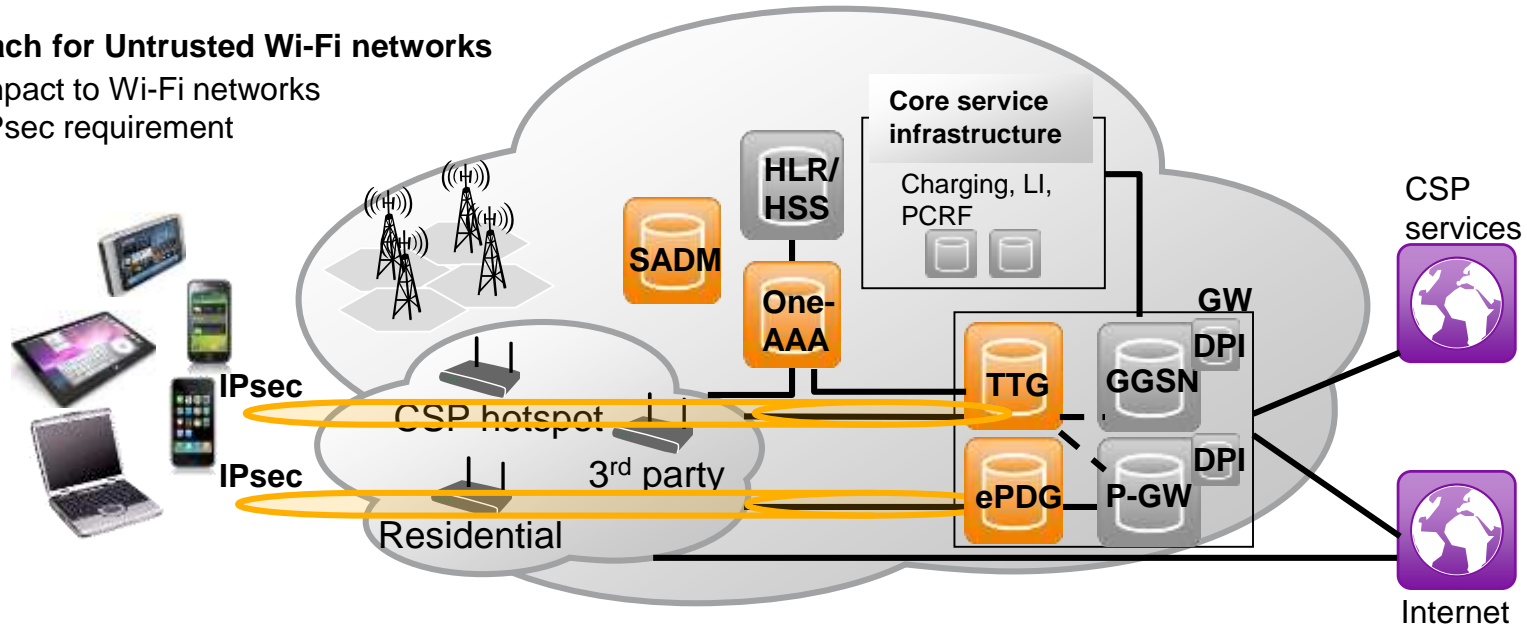 ach for Untrusted Wi-Fi networks
pact to Wi-Fi networks
Psec requirement
Core service
infrastructure
Charging, LI,
PCRF
HLR/
HSS
SADM
One-
AAA
CSP
services
GW
DPI
TTG
GGSN
IPsec
CSP hotspot
IPsec
3rd party
DPI
ePDG
P-GW
Residential
Internet